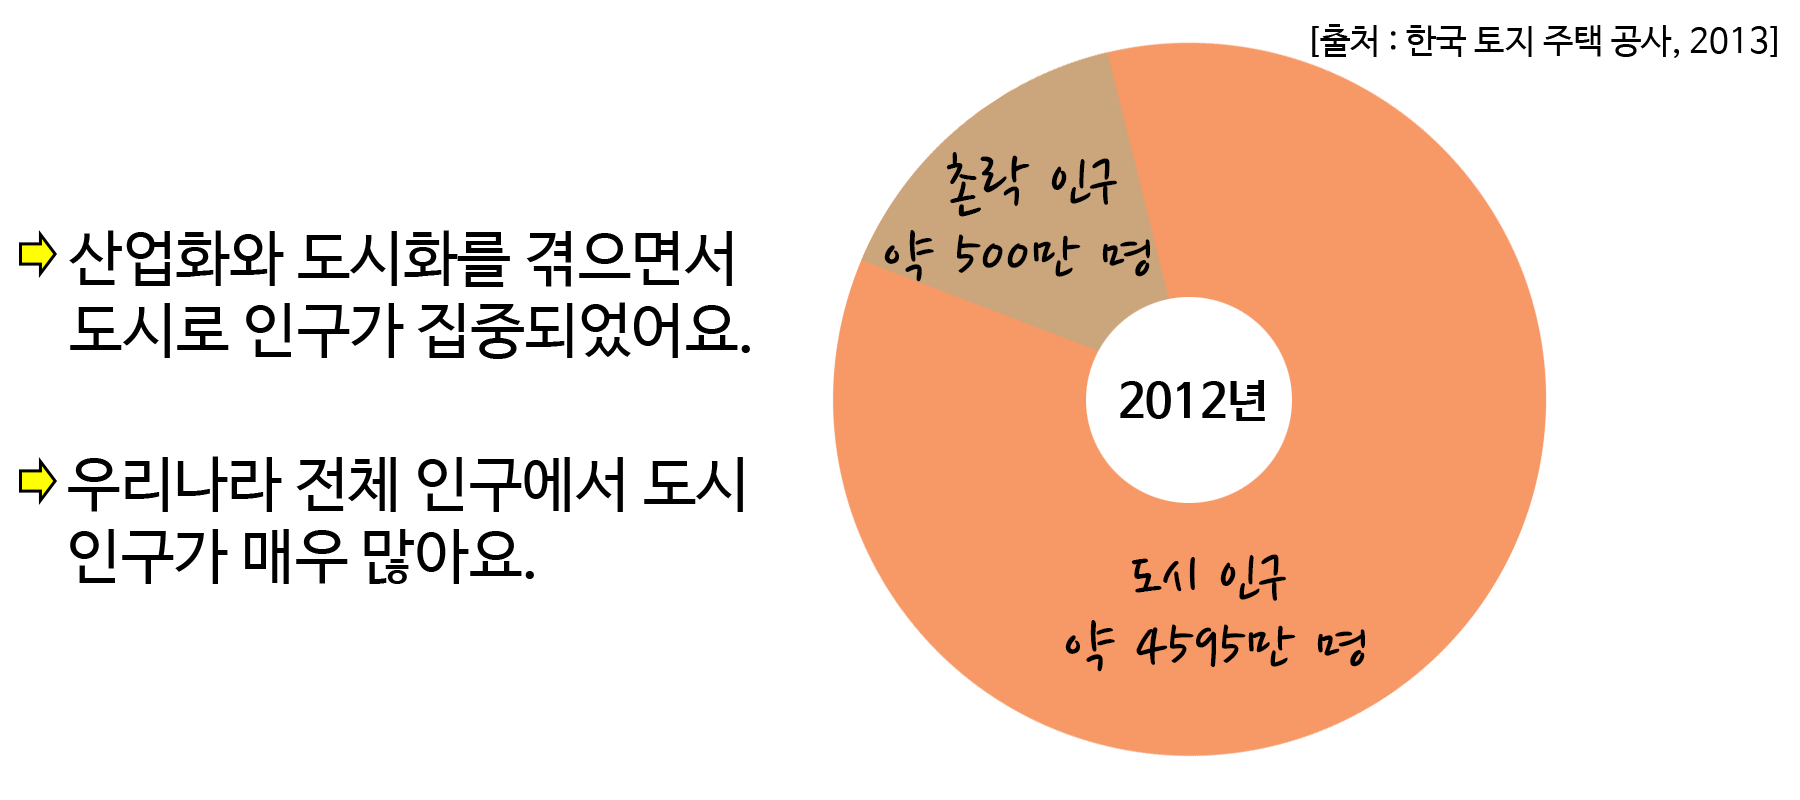 [출처 : 한국 토지 주택 공사, 2013]
산업화와 도시화를 겪으면서
도시로 인구가 집중되었어요.
우리나라 전체 인구에서 도시
인구가 매우 많아요.
촌락 인구
약 500만 명
2012년
도시 인구
약 4595만 명